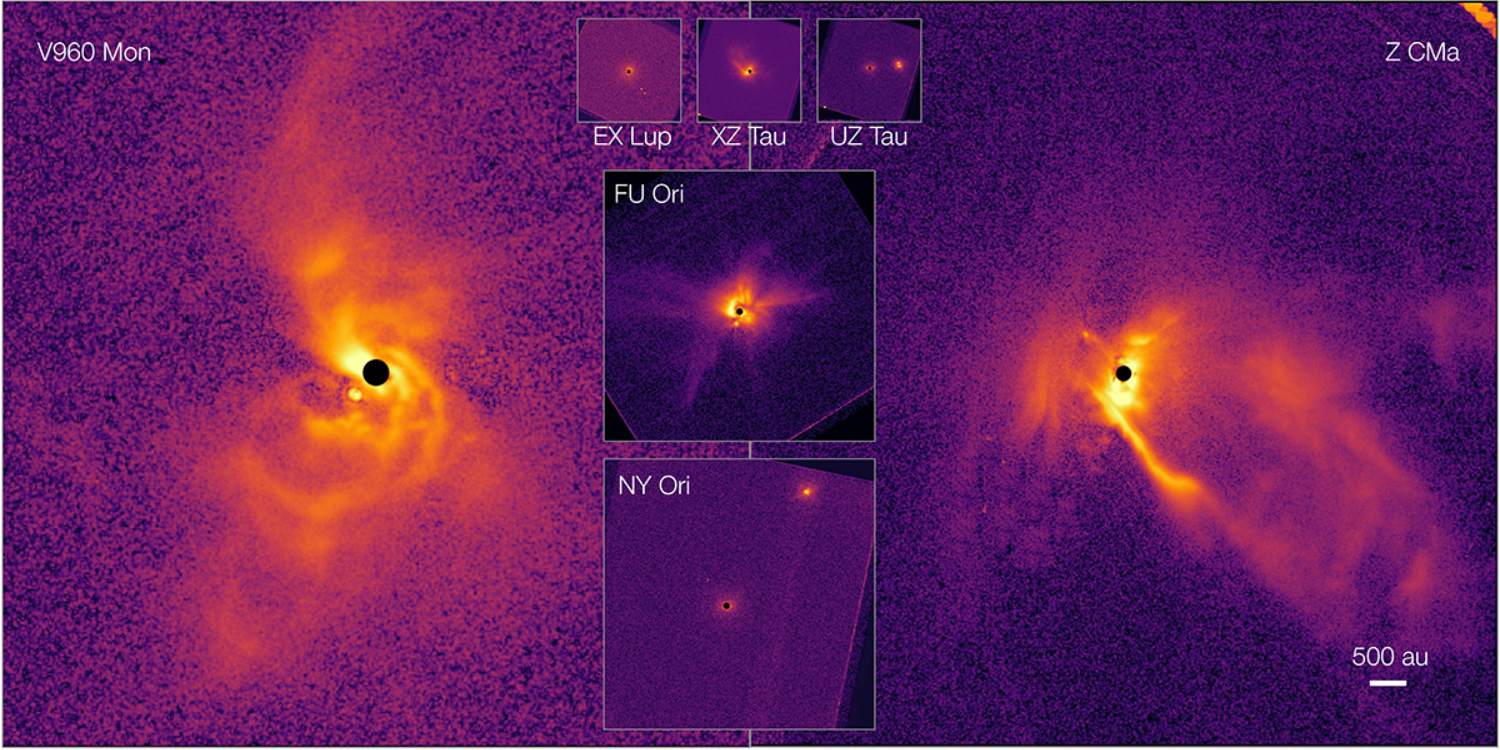 V960 Mon
EX Lup
XZ Tau
UZ Tau
Z CMa
FU Ori
NY Ori
500 au